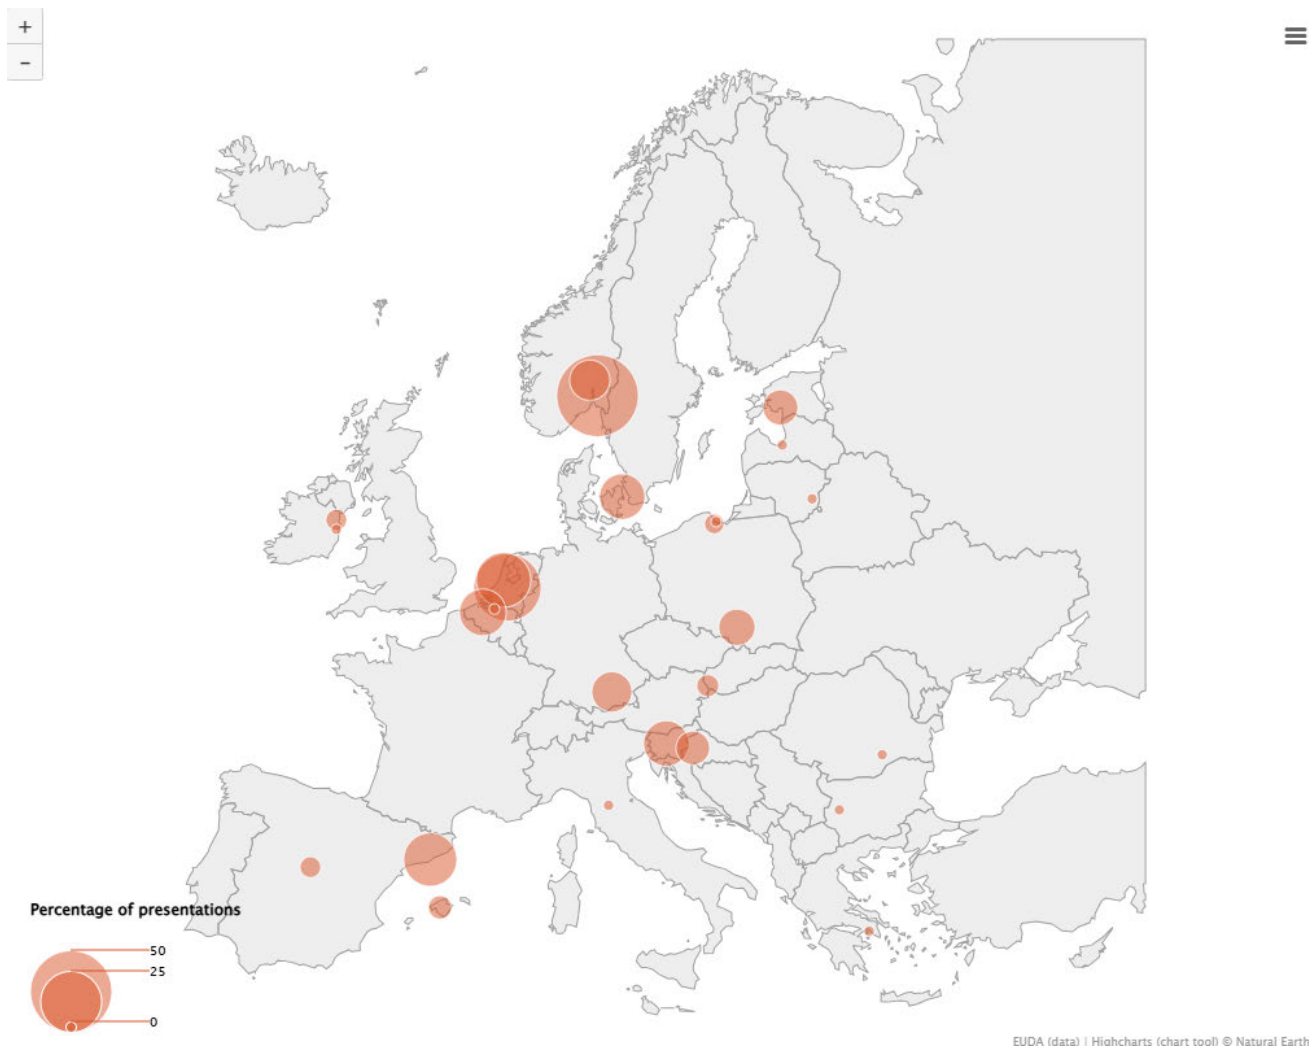 +
−
Percentage of presentations
50
25
0
EUDA (data) | Highcharts (chart tool) © Natural Earth